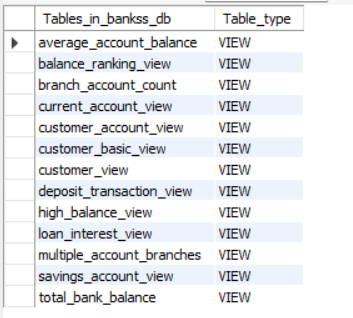 Tables_in_bankss_db Table_type
average_account_balance VIEW
balance_ranking_view VIEW
branch_account_count VIEW
current_account_view VIEW
customer_account_view VIEW
customer_basic_view VIEW
customer_view VIEW
deposit_transaction_view VIEW
high_balance_view VIEW
loan_interest_view VIEW
multiple_account_branches VIEW
savings_account_view VIEW
total_bank_balance VIEW